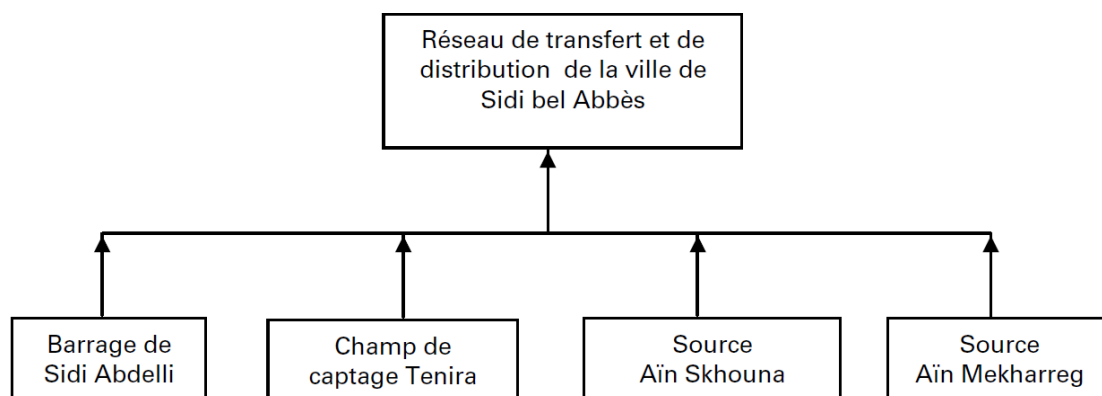 Réseau de transfert et de
distribution de la ville de
Sidi bel Abbès
Barrage de
Sidi Abdelli
Champ de
captage Tenira
Source
Aïn Skhouna
Source
Aïn Mekharreg